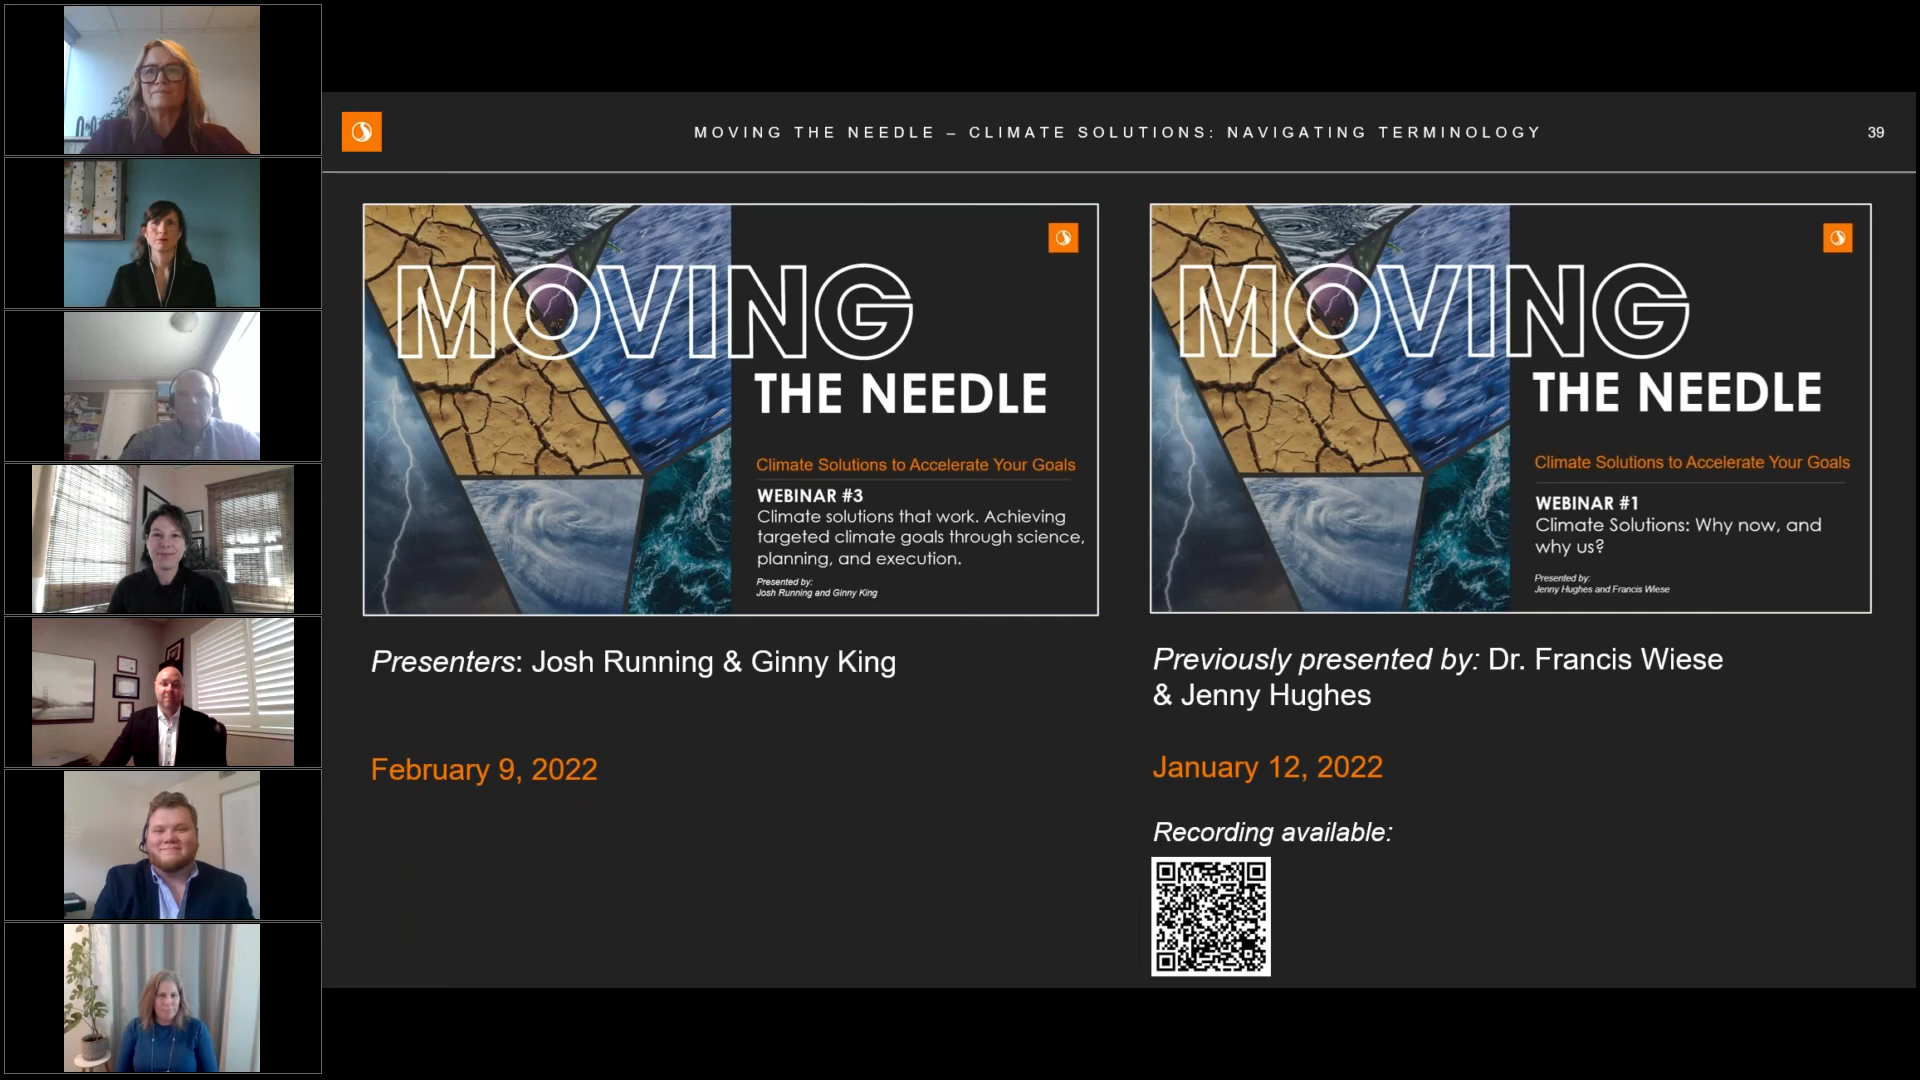 MOVING THE NEEDLE – CLIMATE SOLUTIONS: NAVIGATING TERMINOLOGY
39
MOVING
THE NEEDLE
Climate Solutions to Accelerate Your Goals
WEBINAR #3
Climate solutions that work. Achieving
targeted climate goals through science,
planning, and execution.
Presented by:
Josh Running and Ginny King
Presenters: Josh Running & Ginny King
February 9, 2022
MOVING
THE NEEDLE
Climate Solutions to Accelerate Your Goals
WEBINAR #1
Climate Solutions: Why now, and
why us?
Presented by:
Jenny Hughes and Francis Wiese
Previously presented by: Dr. Francis Wiese
& Jenny Hughes
January 12, 2022
Recording available: